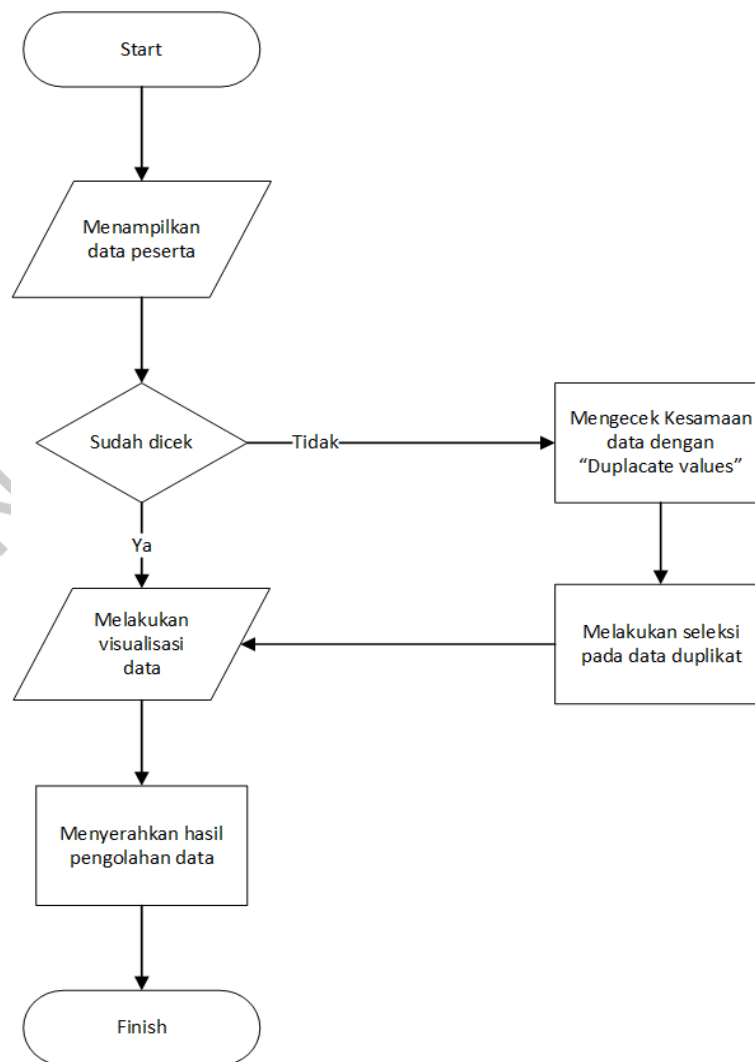 Start
Menampilkan
data peserta
Sudah dicek
Tidak
Mengecek Kesamaan
data dengan
“Duplacate values”
Ya
Melakukan
visualisasi
data
Melakukan seleksi
pada data duplikat
Menyerahkan hasil
pengolahan data
Finish